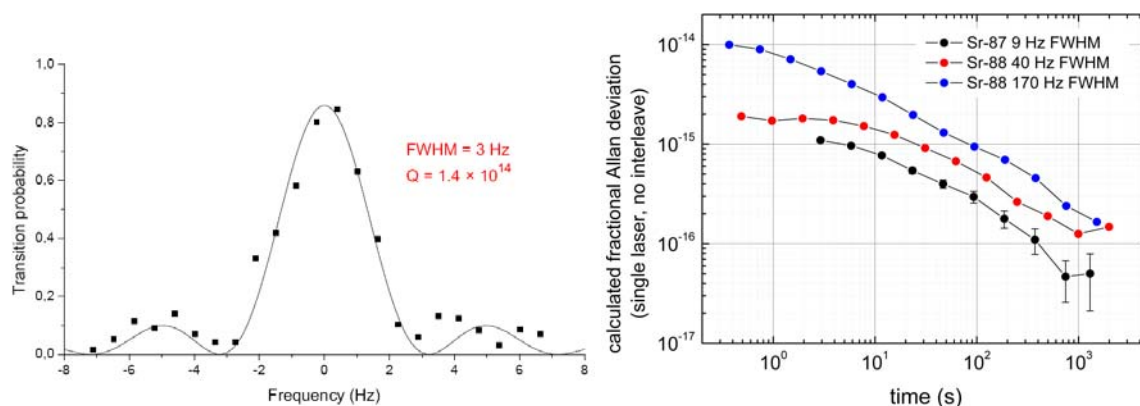 1,0
0,8
0,6
0,4
0,2
0,0
Transition probability
FWHM = 3 Hz
Q = 1.4 × 10^14
-8 -6 -4 -2 0 2 4 6 8
Frequency (Hz)
10^-14
10^-15
10^-16
10^-17
calculated fractional Allan deviation
(single laser, no interleave)
Sr-87 9 Hz FWHM
Sr-88 40 Hz FWHM
Sr-88 170 Hz FWHM
10^0 10^1 10^2 10^3
time (s)